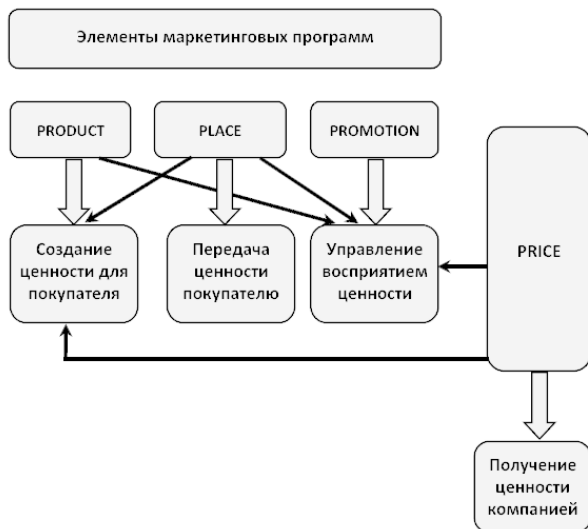 Элементы маркетинговых программ
PRODUCT
PLACE
PROMOTION
PRICE
Создание
ценности для
покупателя
Передача
ценности
покупателю
Управление
восприятием
ценности
Получение
ценности
компанией